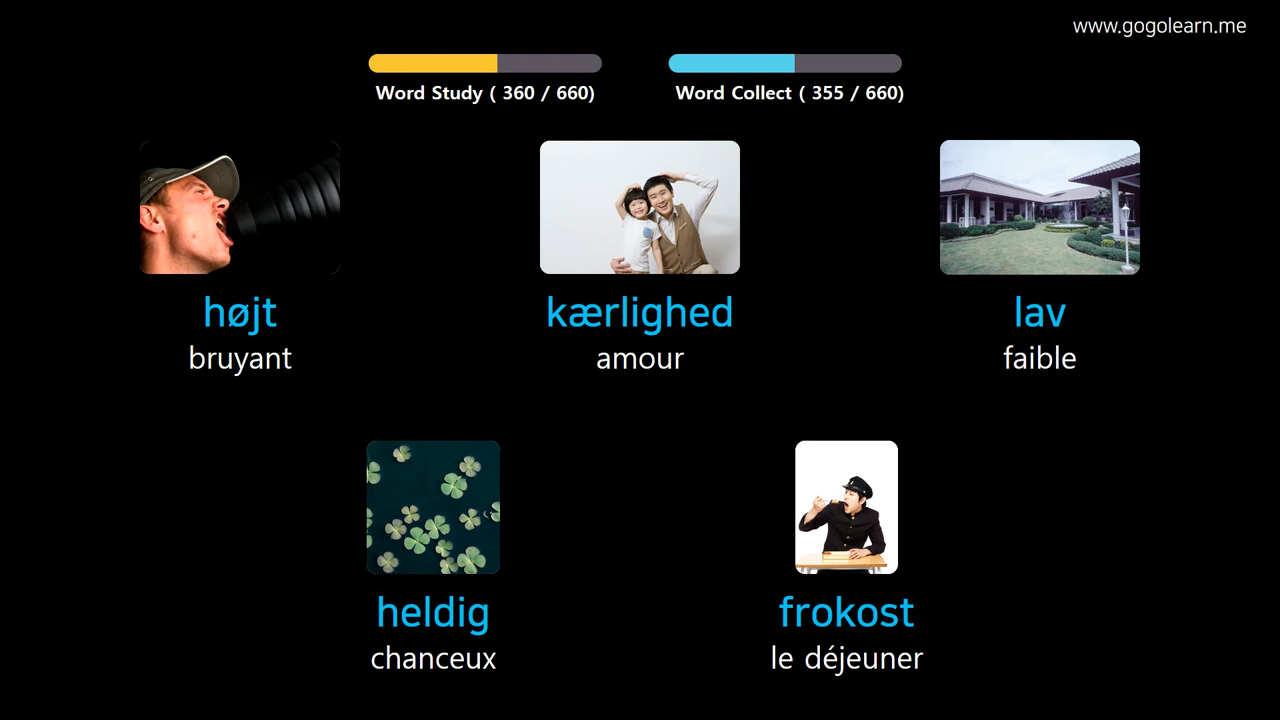 www.gogolearn.me
Word Study ( 360 / 660)
Word Collect ( 355 / 660)
højt
bruyant
kærlighed
amour
lav
faible
heldig
chanceux
frokost
le déjeuner